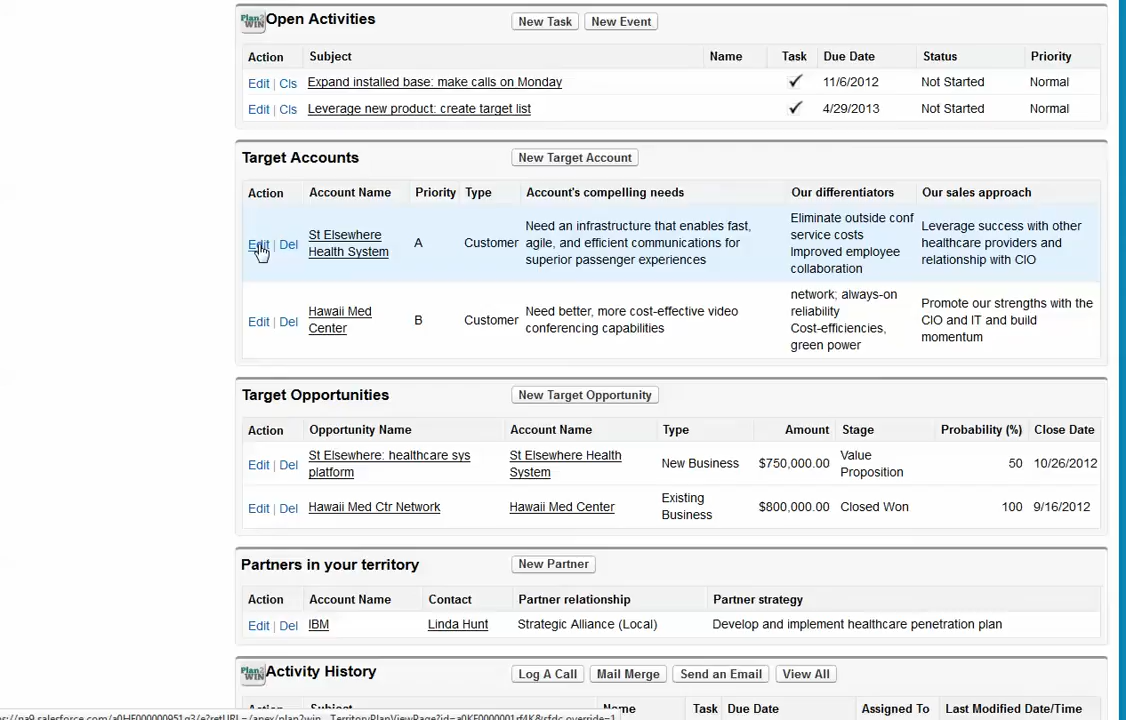 Plan2WIN Open Activities New Task New Event
Action Subject Name Task Due Date Status Priority
Edit | Cls Expand installed base: make calls on Monday 11/6/2012 Not Started Normal
Edit | Cls Leverage new product: create target list 4/29/2013 Not Started Normal
Target Accounts New Target Account
Action Account Name Priority Type Account's compelling needs Our differentiators Our sales approach
Edit | Del
St Elsewhere
Health System
A
Customer
Need an infrastructure that enables fast,
agile, and efficient communications for
superior passenger experiences
Eliminate outside conf
service costs
Improved employee
collaboration
Leverage success with other
healthcare providers and
relationship with CIO
Edit | Del
Hawaii Med
Center
B
Customer
Need better, more cost-effective video
conferencing capabilities
network; always-on
reliability
Cost-efficiencies,
green power
Promote our strengths with the
CIO and IT and build
momentum
Target Opportunities New Target Opportunity
Action Opportunity Name Account Name Type Amount Stage Probability (%) Close Date
Edit | Del
St Elsewhere: healthcare sys
platform
St Elsewhere Health
System
New Business
$750,000.00
Value
Proposition
50
10/26/2012
Edit | Del
Hawaii Med Ctr Network
Hawaii Med Center
Existing
Business
$800,000.00
Closed Won
100
9/16/2012
Partners in your territory New Partner
Action Account Name Contact Partner relationship Partner strategy
Edit | Del IBM Linda Hunt Strategic Alliance (Local) Develop and implement healthcare penetration plan
Plan2WIN Activity History Log A Call Mail Merge Send an Email View All
Action Subject Name Task Due Date Assigned To Last Modified Date/Time